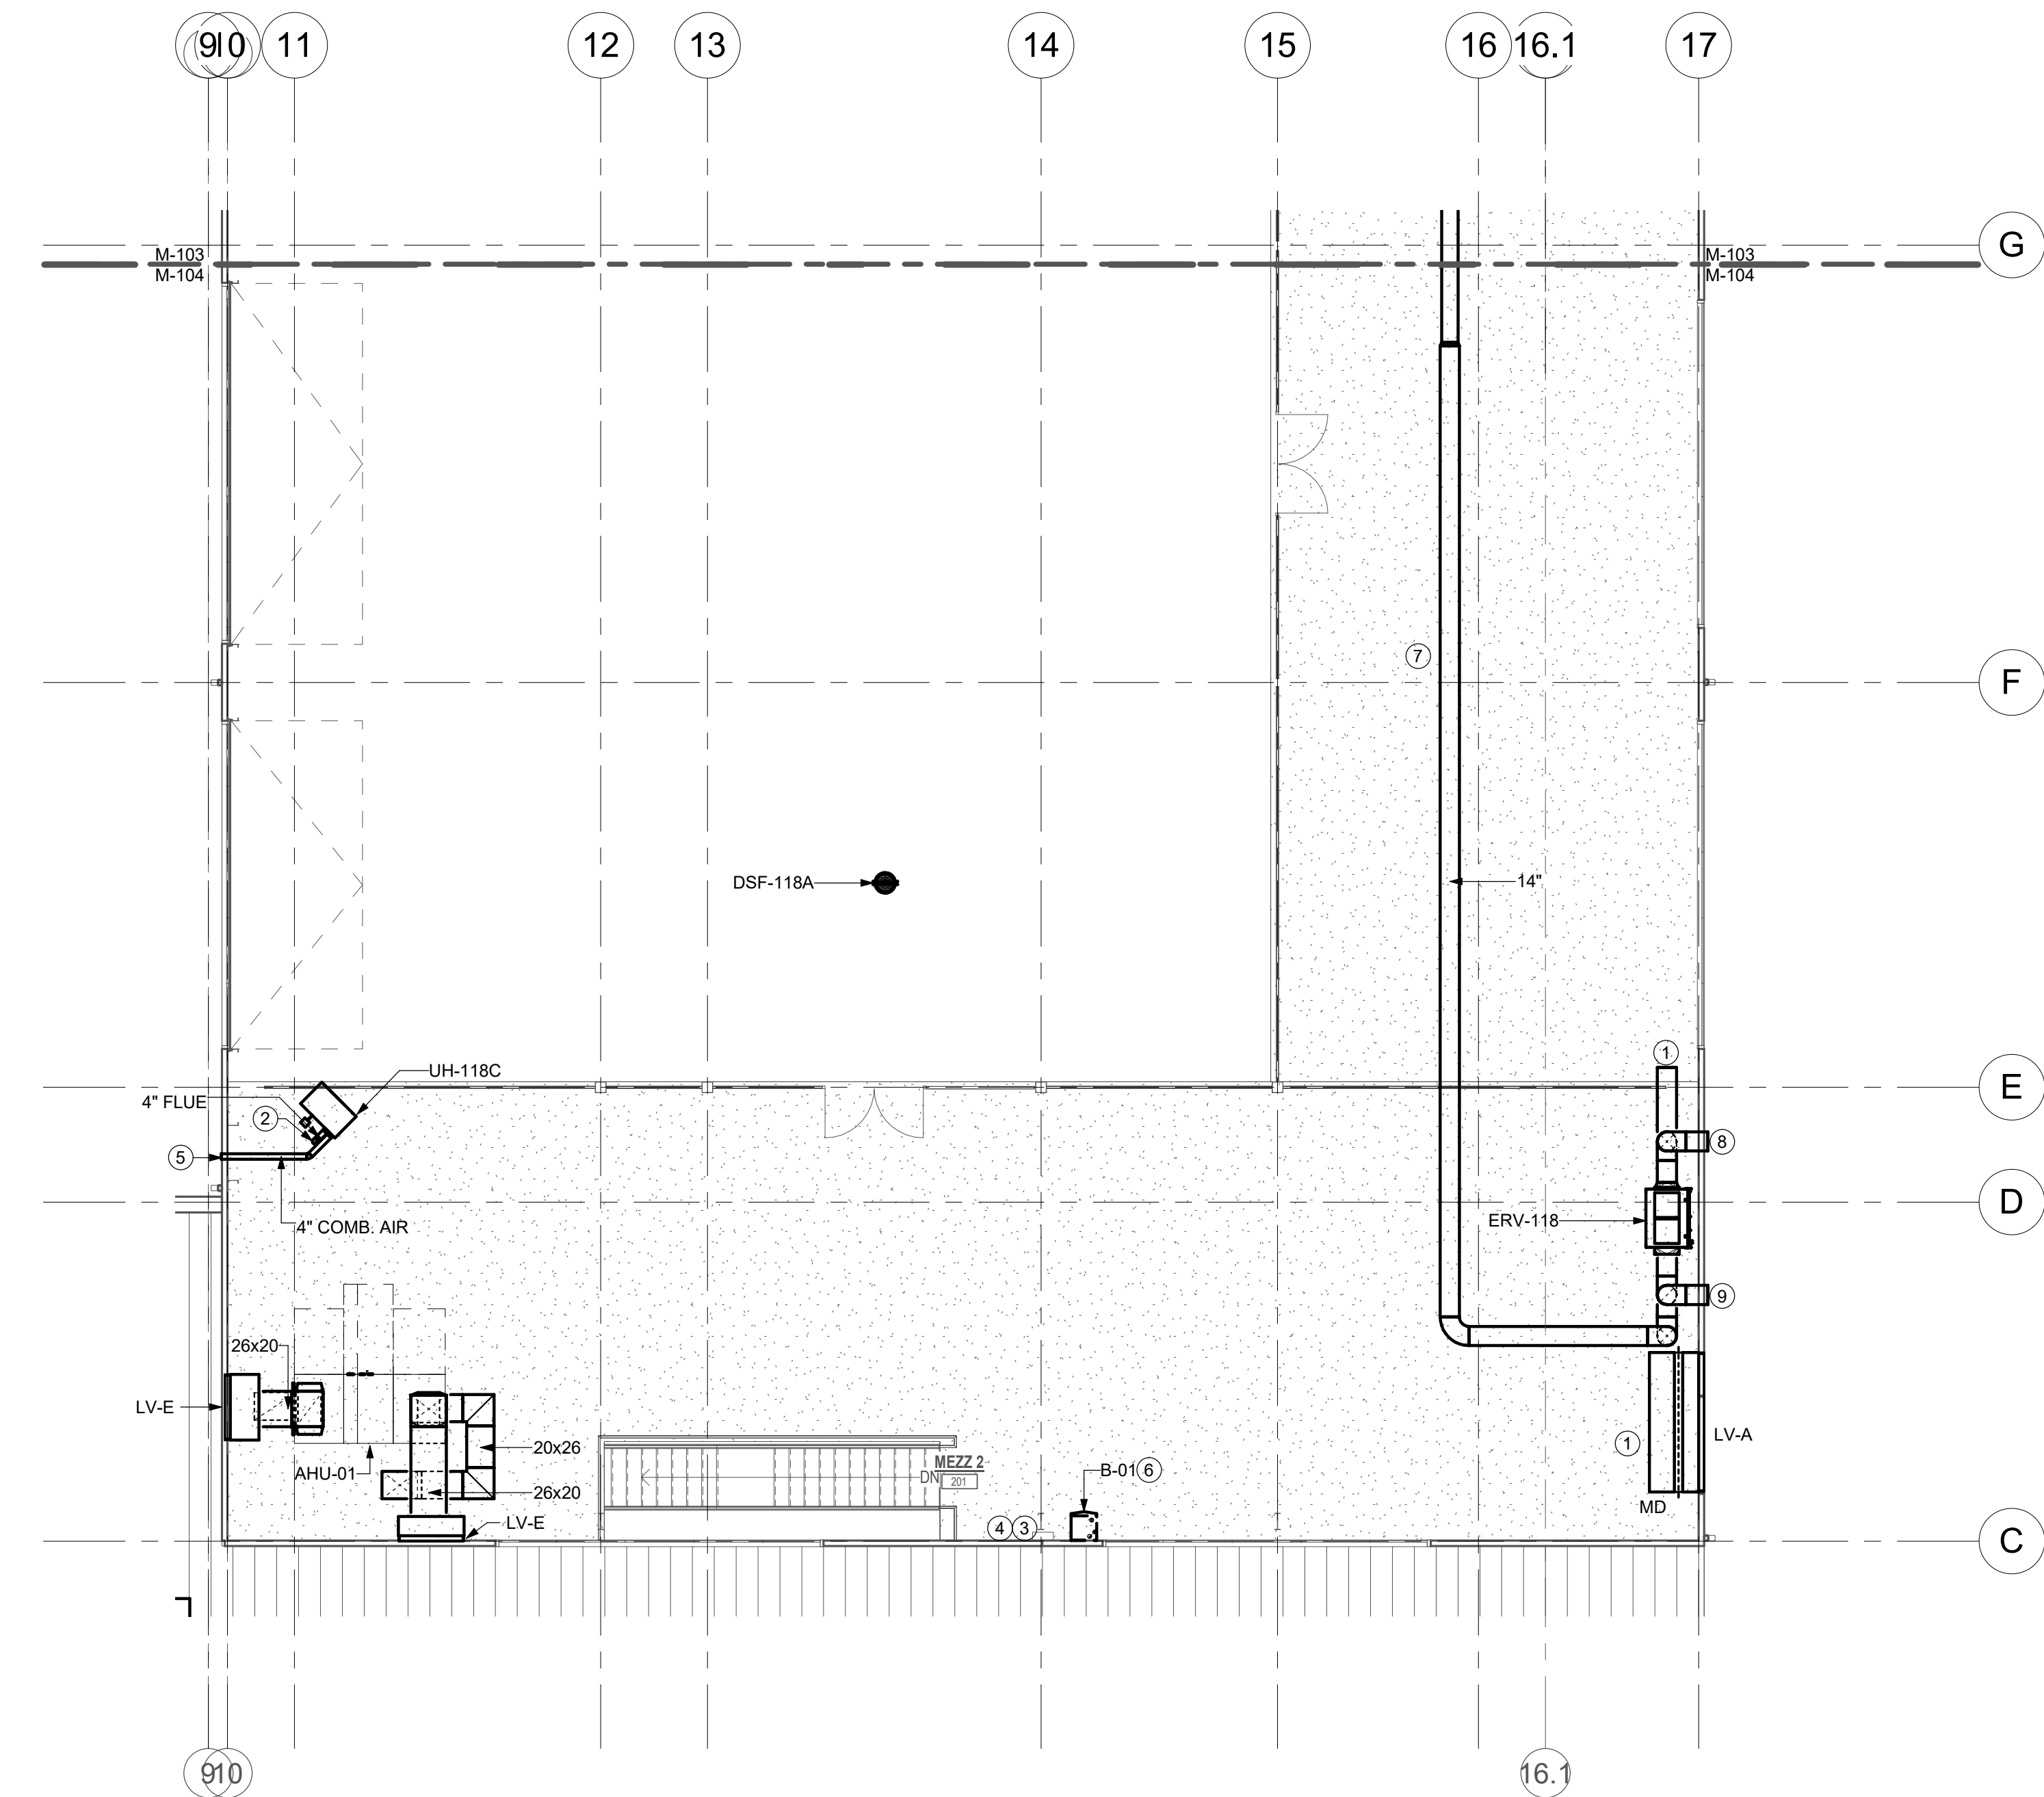 9 10 11 12 13 14 15 16 16.1 17
G
M-103 M-103
M-104 M-104
7
F
DSF-118A
14"
1
UH-118C
E
4" FLUE
2
8
5
D
ERV-118
4" COMB. AIR
9
26x20
LV-E
LV-A
1
20x26
MEZZ 2
B-01 6
AHU-01
DN
201
26x20
MD
LV-E
4 3
C
9 10 16.1